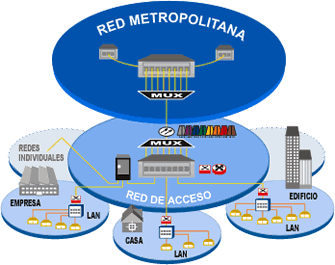 RED METROPOLITANA
MUX
MUX
REDES
INDIVIDUALES
RED DE ACCESO
EMPRESA
LAN
CASA
LAN
EDIFICIO
LAN